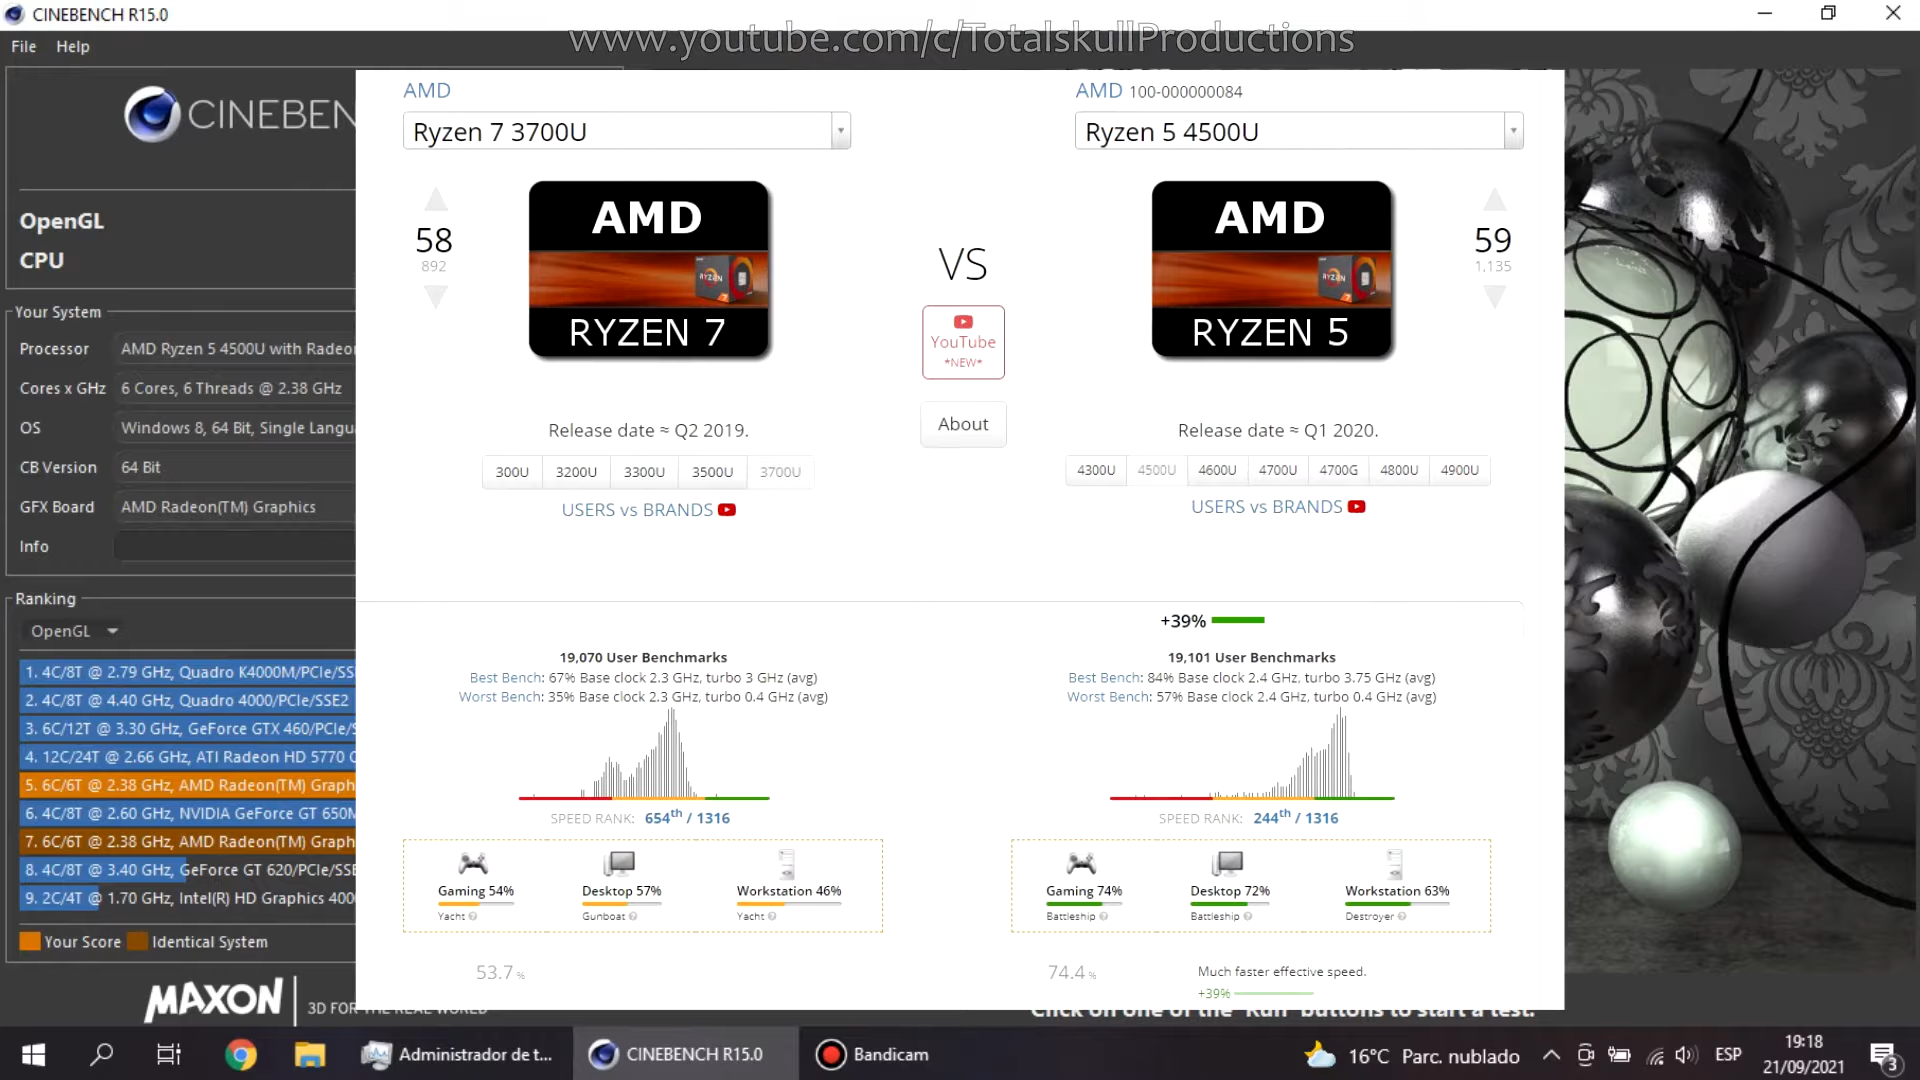 CINEBENCH R15.0
File Help
www.youtube.com/c/TotalskullProductions
CINEBEN
OpenGL
CPU
Your System
Processor AMD Ryzen 5 4500U with Radeo
Cores x GHz 6 Cores, 6 Threads @ 2.38 GHz
OS Windows 8, 64 Bit, Single Langu
CB Version 64 Bit
GFX Board AMD Radeon(TM) Graphics
Info
Ranking
OpenGL
1. 4C/8T @ 2.79 GHz, Quadro K4000M/PCIe/SS
2. 4C/8T @ 4.40 GHz, Quadro 4000/PCIe/SSE2
3. 6C/12T @ 3.30 GHz, GeForce GTX 460/PCIe/S
4. 12C/24T @ 2.66 GHz, ATI Radeon HD 5770
5. 6C/6T @ 2.38 GHz, AMD Radeon(TM) Graph
6. 4C/8T @ 2.60 GHz, NVIDIA GeForce GT 650M
7. 6C/6T @ 2.38 GHz, AMD Radeon(TM) Graph
8. 4C/8T @ 3.40 GHz, GeForce GT 620/PCIe/SSE
9. 2C/4T @ 1.70 GHz, Intel(R) HD Graphics 400
Your Score Identical System
MAXON
3D FOR THE REAL WORLD
Click on one of the "Run" buttons to start a test.
AMD
Ryzen 7 3700U
58
892
AMD
RYZEN
7
RYZEN 7
Release date ≈ Q2 2019.
300U 3200U 3300U 3500U 3700U
USERS vs BRANDS
VS
YouTube
*NEW*
About
AMD 100-000000084
Ryzen 5 4500U
59
1,135
AMD
RYZEN
RYZEN 5
Release date ≈ Q1 2020.
4300U 4500U 4600U 4700U 4700G 4800U 4900U
USERS vs BRANDS
+39%
19,070 User Benchmarks
Best Bench: 67% Base clock 2.3 GHz, turbo 3 GHz (avg)
Worst Bench: 35% Base clock 2.3 GHz, turbo 0.4 GHz (avg)
SPEED RANK: 654th / 1316
Gaming 54% Desktop 57% Workstation 46%
Yacht Gunboat Yacht
53.7 %
19,101 User Benchmarks
Best Bench: 84% Base clock 2.4 GHz, turbo 3.75 GHz (avg)
Worst Bench: 57% Base clock 2.4 GHz, turbo 0.4 GHz (avg)
SPEED RANK: 244th / 1316
Gaming 74% Desktop 72% Workstation 63%
Battleship Battleship Destroyer
74.4 %
Much faster effective speed.
+39%
Administrador de t... CINEBENCH R15.0 Bandicam
16°C Parc. nublado ESP
19:18
21/09/2021
3